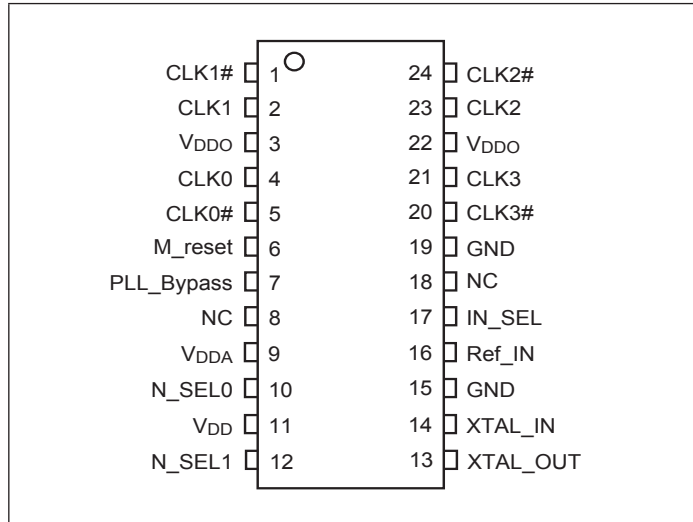 CLK1# 1 24 CLK2#
CLK1 2 23 CLK2
VDDO 3 22 VDDO
CLK0 4 21 CLK3
CLK0# 5 20 CLK3#
M_reset 6 19 GND
PLL_Bypass 7 18 NC
NC 8 17 IN_SEL
VDDA 9 16 Ref_IN
N_SEL0 10 15 GND
VDD 11 14 XTAL_IN
N_SEL1 12 13 XTAL_OUT